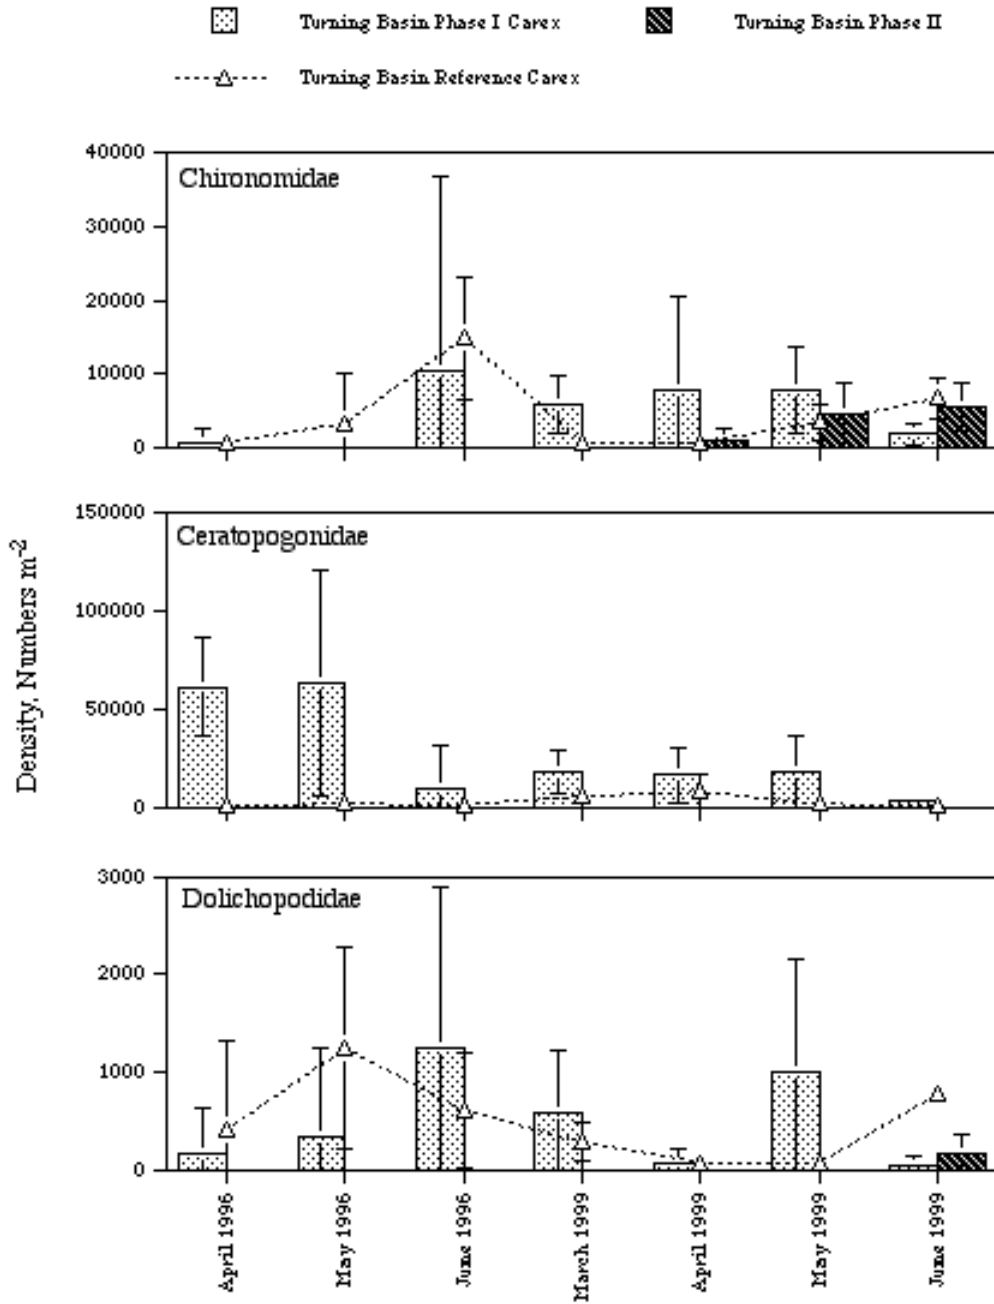 Turning Basin Phase I Carex
Turning Basin Phase II
Turning Basin Reference Carex
40000
Chironomidae
30000
20000
10000
0
150000
Ceratopogonidae
100000
50000
0
Density, Numbers m⁻²
3000
Dolichopodidae
2000
1000
0
April 1996
May 1996
June 1996
March 1999
April 1999
May 1999
June 1999